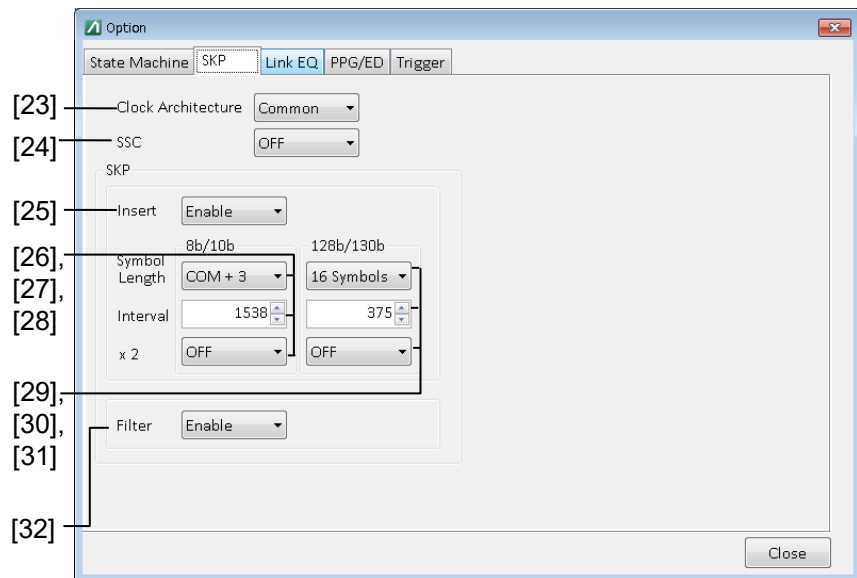 Option
State Machine SKP Link EQ PPG/ED Trigger
[23] Clock Architecture Common
[24] SSC OFF
SKP
[25] Insert Enable
8b/10b 128b/130b
[26], [27], [28] Symbol Length COM + 3 16 Symbols
Interval 1538 375
x 2 OFF OFF
[29], [30], [31]
Filter Enable
[32]
Close